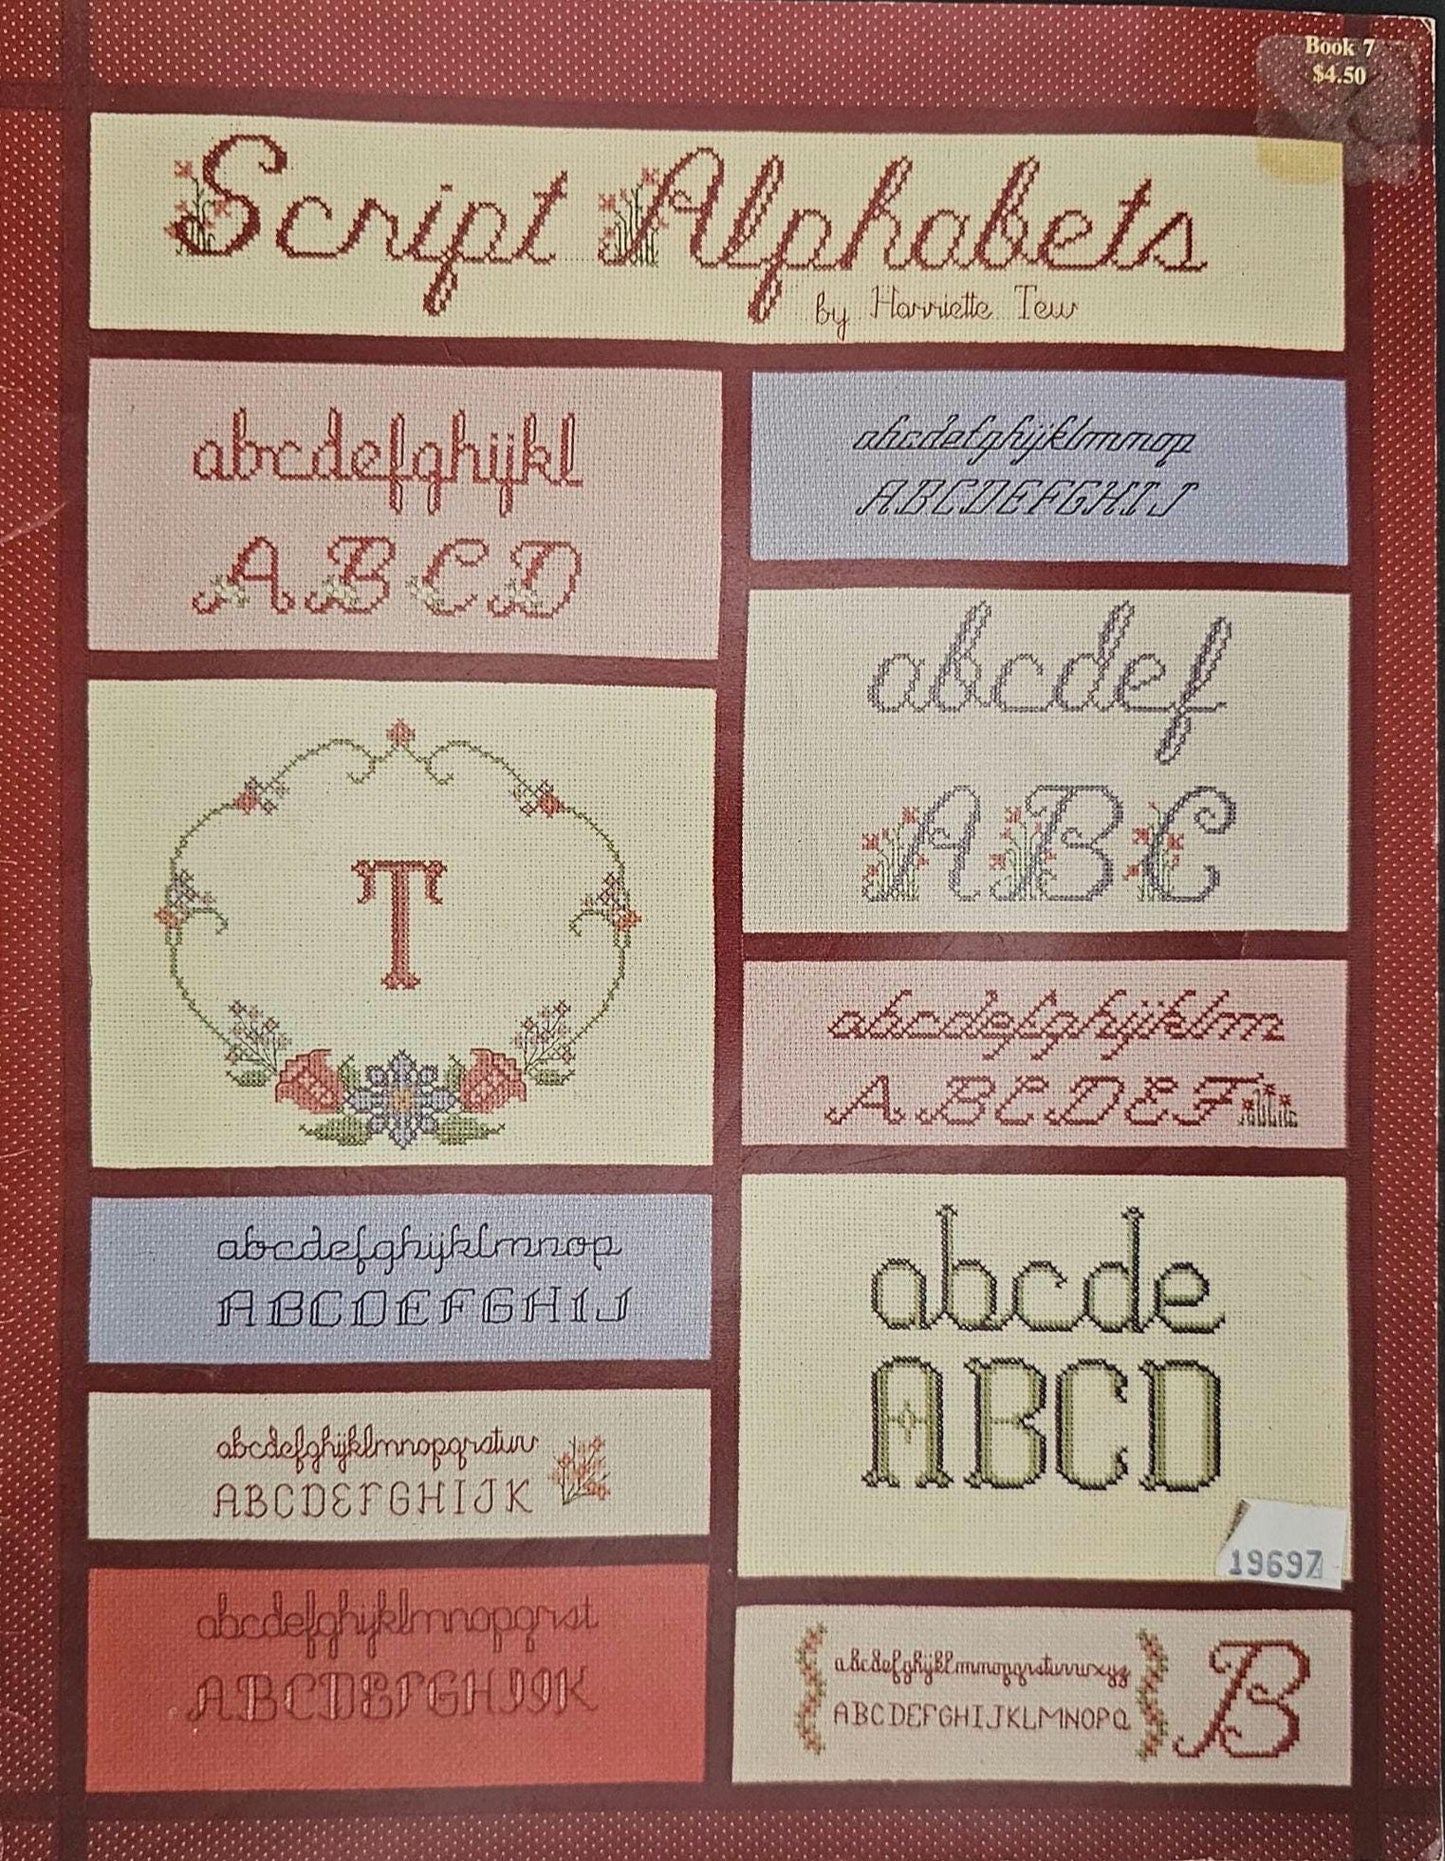 Book 7
$4.50
Script Alphabets
by Harriette Tew
abcdefghijkl
ABCD
abcdefghijklmnop
ABCDEFGHIJ
abcdef
ABC
T
abcdefghijklm
ABCDEF
abcdefghijklmnop
ABCDEFGHIJ
abcde
ABCD
abcdefghijklmnopqrstuv
ABCDEFGHIJK
19697
abcdefghijklmnopqrst
ABCDEFGHIJK
abcdefghijklmnopqrstuvwxyz
ABCDEFGHIJKLMNOPQ
B